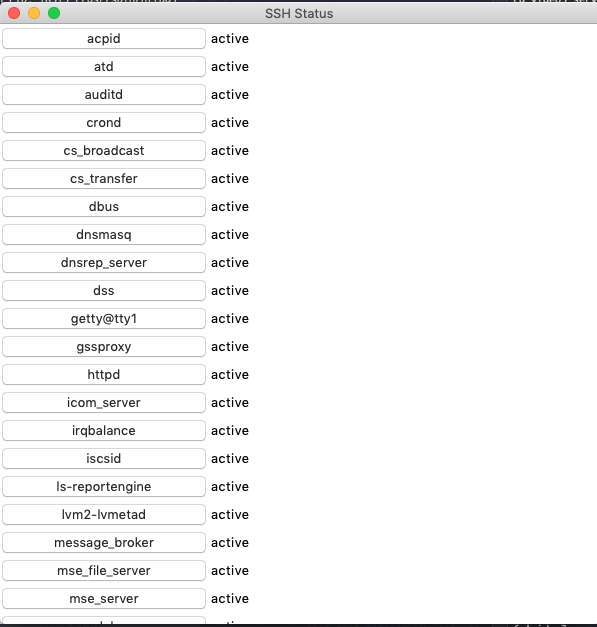 SSH Status
acpid active
atd active
auditd active
crond active
cs_broadcast active
cs_transfer active
dbus active
dnsmasq active
dnsrep_server active
dss active
getty@tty1 active
gssproxy active
httpd active
icom_server active
irqbalance active
iscsid active
ls-reportengine active
lvm2-lvmetad active
message_broker active
mse_file_server active
mse_server active